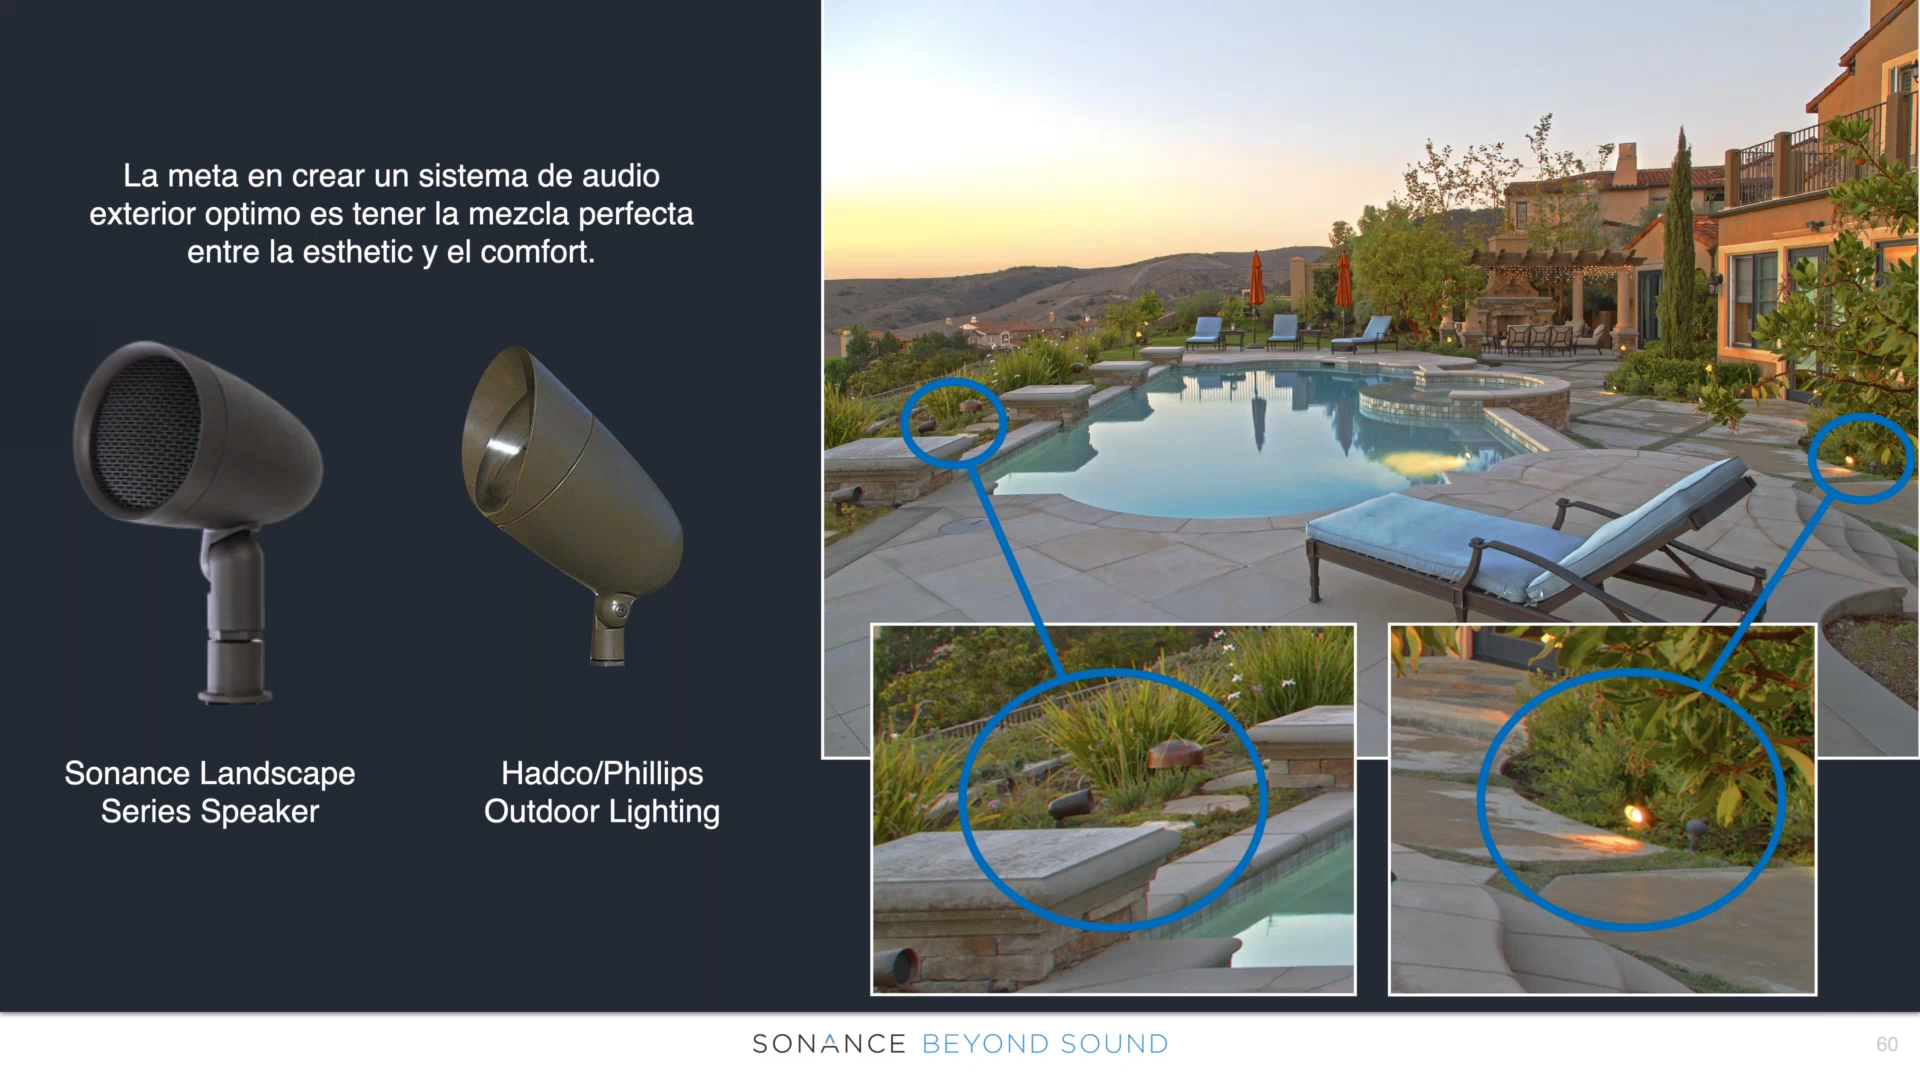 La meta en crear un sistema de audio
exterior optimo es tener la mezcla perfecta
entre la esthetic y el comfort.
Sonance Landscape
Series Speaker
Hadco/Phillips
Outdoor Lighting
SONANCE BEYOND SOUND
60